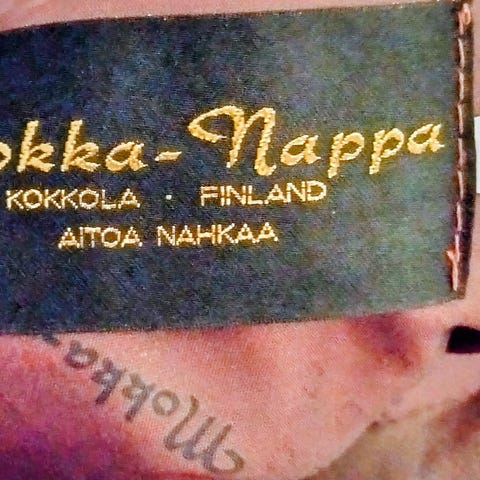 okka-Nappa
KOKKOLA · FINLAND
AITOA NAHKAA
Mokka-